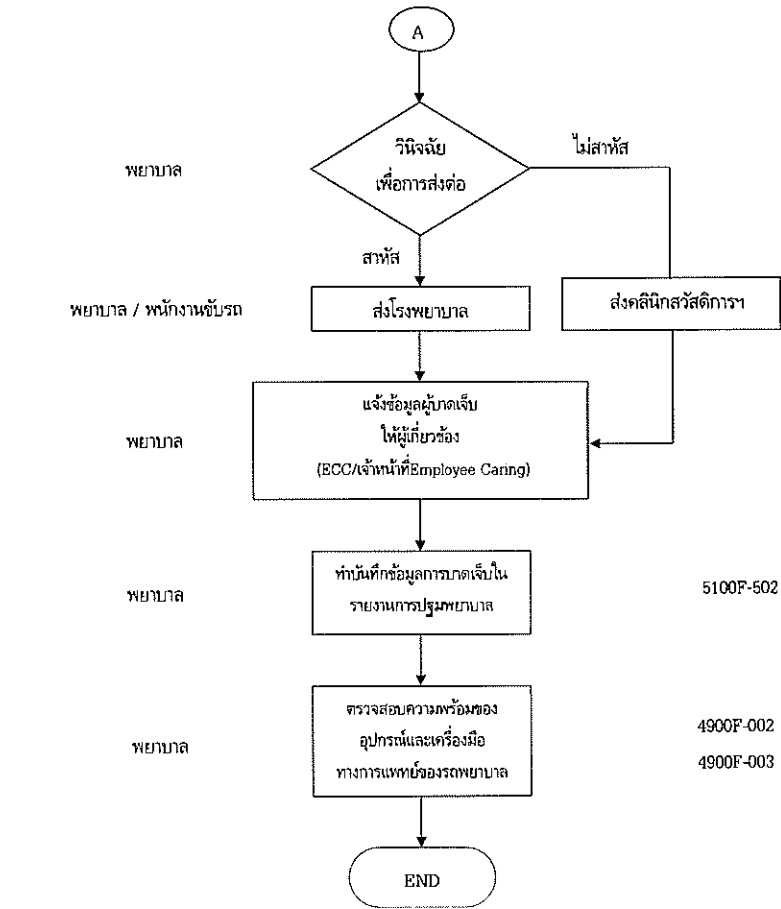 A
วินิจฉัย
เพื่อการส่งต่อ
ไม่สาหัส
พยาบาล
สาหัส
พยาบาล / พนักงานขับรถ
ส่งโรงพยาบาล
ส่งคลินิกสวัสดิการฯ
แจ้งข้อมูลผู้บาดเจ็บ
ให้ผู้เกี่ยวข้อง
(ECC/เจ้าหน้าที่Employee Caring)
พยาบาล
ทำบันทึกข้อมูลการบาดเจ็บใน
รายงานการปฐมพยาบาล
พยาบาล
5100F-502
ตรวจสอบความพร้อมของ
อุปกรณ์และเครื่องมือ
ทางการแพทย์ของรถพยาบาล
พยาบาล
4900F-002
4900F-003
END